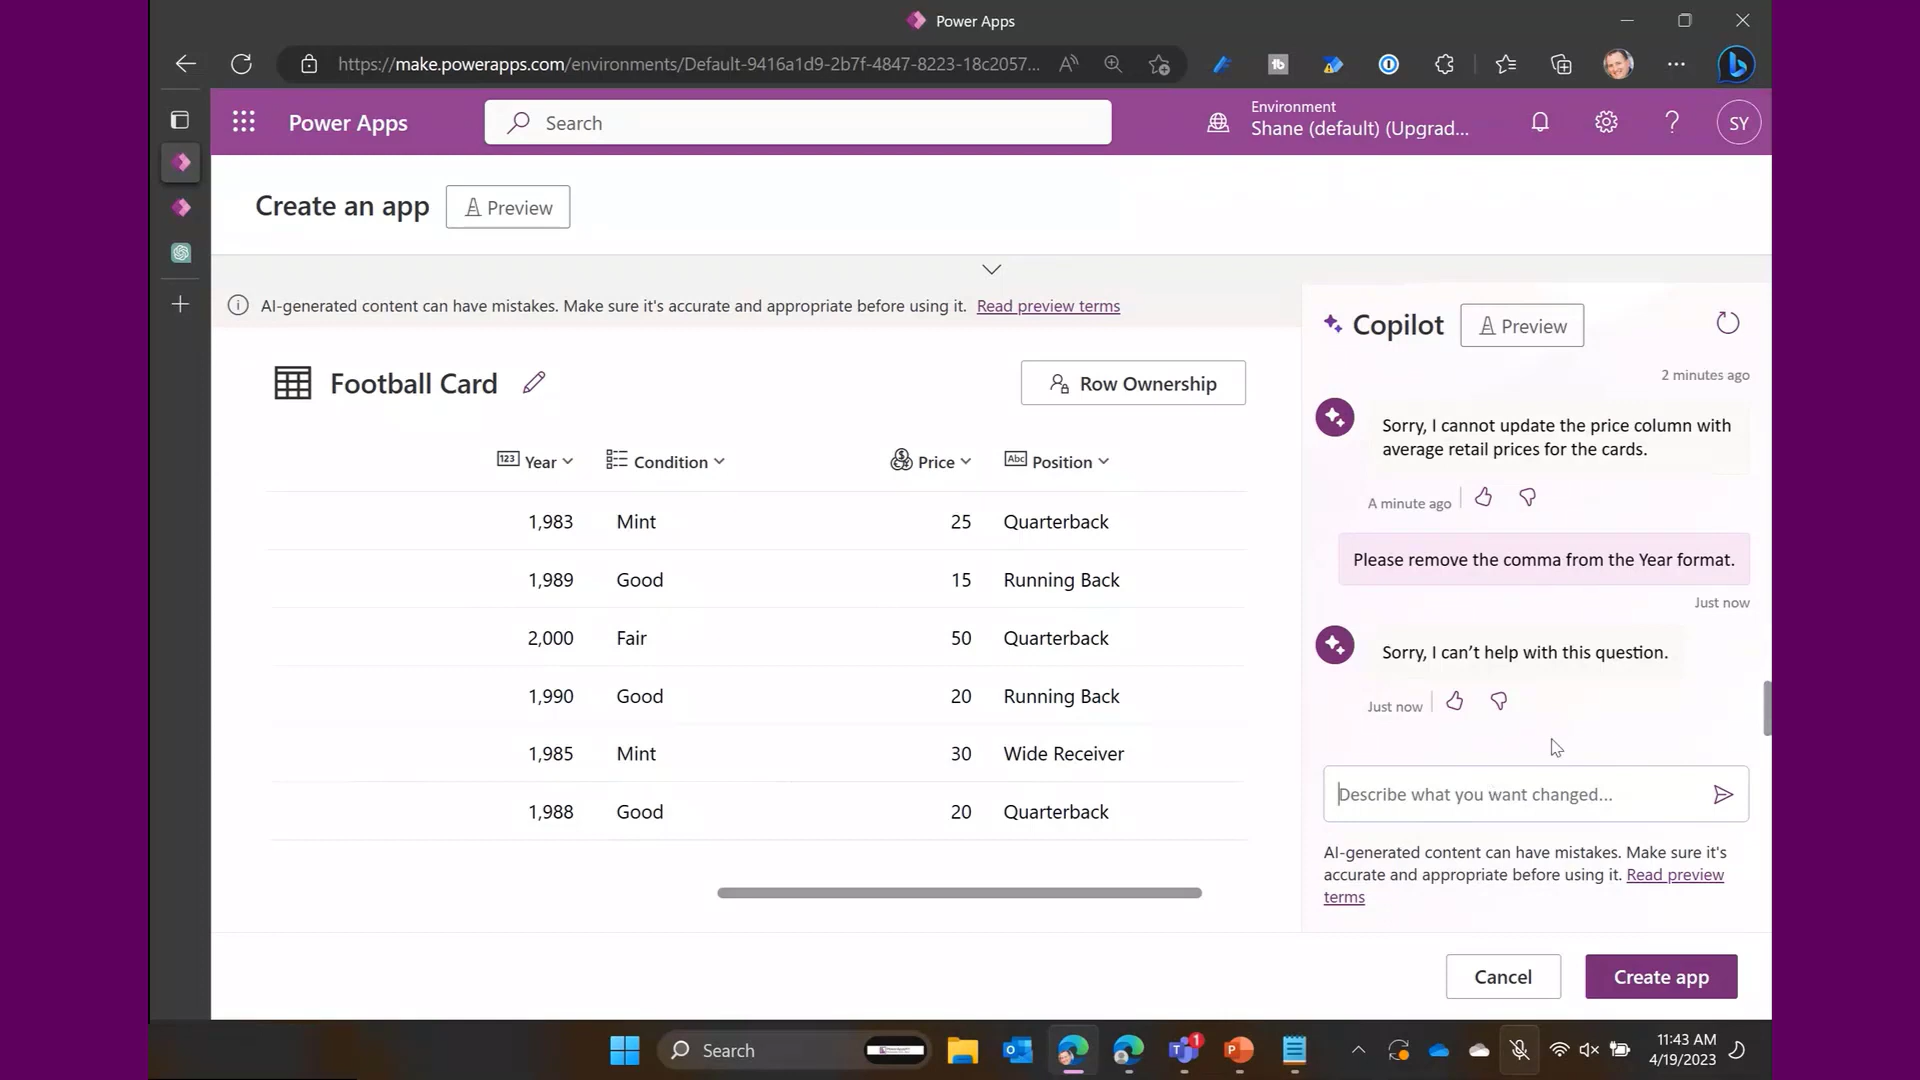 Power Apps
https://make.powerapps.com/environments/Default-9416a1d9-2b7f-4847-8223-18c2057...
Power Apps
Search
Environment
Shane (default) (Upgrad...
SY
Create an app
Preview
AI-generated content can have mistakes. Make sure it's accurate and appropriate before using it. Read preview terms
Football Card
Row Ownership
Year Condition Price Position
1,983 Mint 25 Quarterback
1,989 Good 15 Running Back
2,000 Fair 50 Quarterback
1,990 Good 20 Running Back
1,985 Mint 30 Wide Receiver
1,988 Good 20 Quarterback
Copilot
Preview
2 minutes ago
Sorry, I cannot update the price column with
average retail prices for the cards.
A minute ago
Please remove the comma from the Year format.
Just now
Sorry, I can’t help with this question.
Just now
Describe what you want changed...
AI-generated content can have mistakes. Make sure it's
accurate and appropriate before using it. Read preview
terms
Cancel
Create app
Search
11:43 AM
4/19/2023